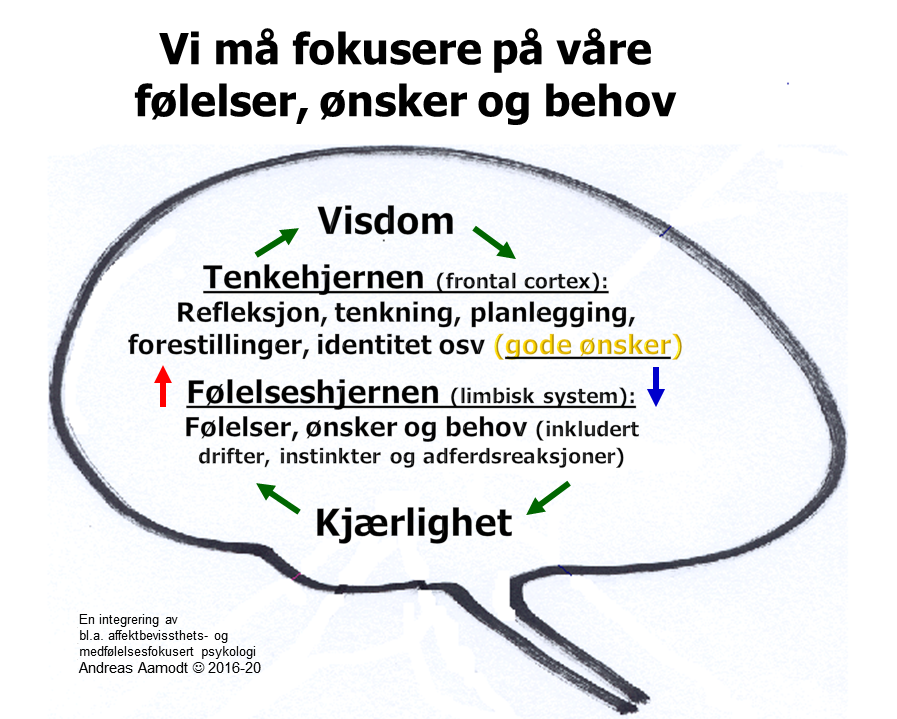 Vi må fokusere på våre
følelser, ønsker og behov
Visdom
Tenkehjernen (frontal cortex):
Refleksjon, tenkning, planlegging,
forestillinger, identitet osv (gode ønsker)
Følelseshjernen (limbisk system):
Følelser, ønsker og behov (inkludert
drifter, instinkter og adferdsreaksjoner)
Kjærlighet
En integrering av
bl.a. affektbevissthets- og
medfølelsesfokusert psykologi
Andreas Aamodt ☺ 2016-20